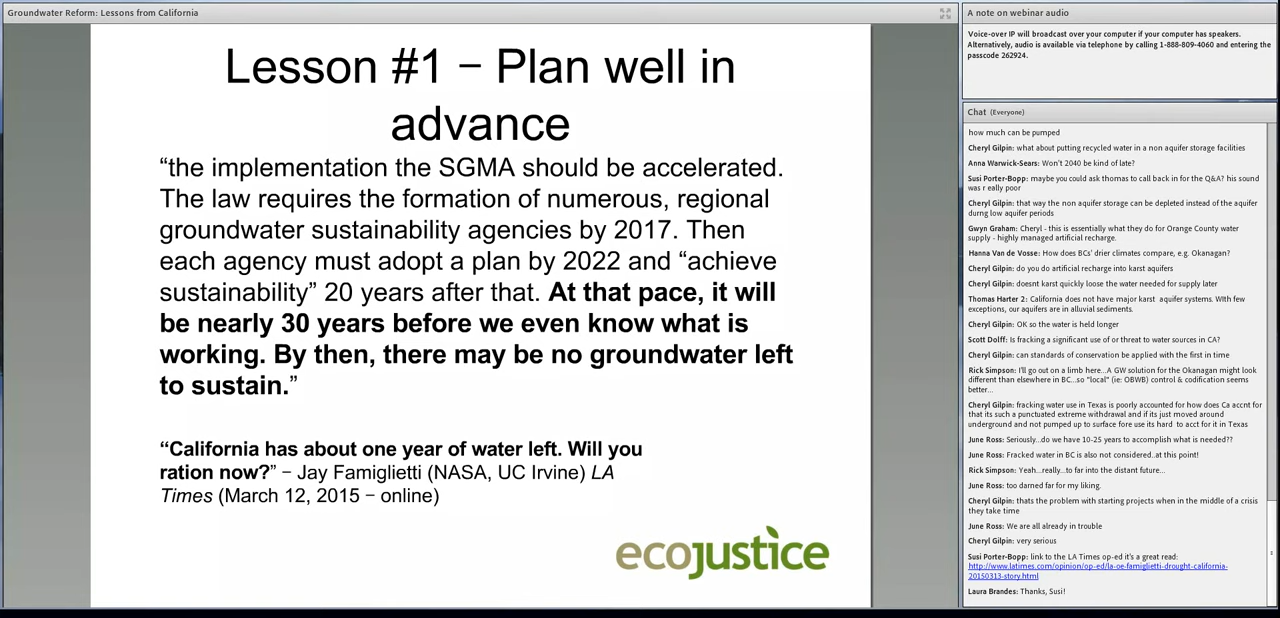 Groundwater Reform: Lessons from California
Lesson #1 – Plan well in
advance
“the implementation the SGMA should be accelerated.
The law requires the formation of numerous, regional
groundwater sustainability agencies by 2017. Then
each agency must adopt a plan by 2022 and “achieve
sustainability” 20 years after that. At that pace, it will
be nearly 30 years before we even know what is
working. By then, there may be no groundwater left
to sustain.”
“California has about one year of water left. Will you
ration now?” – Jay Famiglietti (NASA, UC Irvine) LA
Times (March 12, 2015 – online)
ecojustice
A note on webinar audio
Voice-over IP will broadcast over your computer if your computer has speakers.
Alternatively, audio is available via telephone by calling 1-888-809-4060 and entering the
passcode 262924.
Chat (Everyone)
how much can be pumped
Cheryl Gilpin: what about putting recycled water in a non aquifer storage facilities
Anna Warwick-Sears: Won't 2040 be kind of late?
Susi Porter-Bopp: maybe you could ask thomas to call back in for the Q&A? his sound
was r eally poor
Cheryl Gilpin: that way the non aquifer storage can be depleted instead of the aquifer
durng low aquifer periods
Gwyn Graham: Cheryl - this is essentially what they do for Orange County water
supply - highly managed artificial recharge.
Hanna Van de Vosse: How does BCs' drier climates compare, e.g. Okanagan?
Cheryl Gilpin: do you do artificial recharge into karst aquifers
Cheryl Gilpin: doesnt karst quickly loose the water needed for supply later
Thomas Harter 2: California does not have major karst aquifer systems. WIth few
exceptions, our aquifers are in alluvial sediments.
Cheryl Gilpin: OK so the water is held longer
Scott Dolff: Is fracking a significant use of or threat to water sources in CA?
Cheryl Gilpin: can standards of conservation be applied with the first in time
Rick Simpson: I'll go out on a limb here...A GW solution for the Okanagan might look
different than elsewhere in BC...so "local" (ie: OBWB) control & codification seems
better...
Cheryl Gilpin: fracking water use in Texas is poorly accounted for how does Ca accnt for
that its such a punctuated extreme withdrawal and if its just moved around
underground and not pumped up to surface fore use its hard to acct for it in Texas
June Ross: Seriously...do we have 10-25 years to accomplish what is needed??
June Ross: Fracked water in BC is also not considered..at this point!
Rick Simpson: Yeah...really...to far into the distant future...
June Ross: too darned far for my liking.
Cheryl Gilpin: thats the problem with starting projects when in the middle of a crisis
they take time
June Ross: We are all already in trouble
Cheryl Gilpin: very serious
Susi Porter-Bopp: link to the LA Times op-ed it's a great read:
http://www.latimes.com/opinion/op-ed/la-oe-famiglietti-drought-california-
20150313-story.html
Laura Brandes: Thanks, Susi!